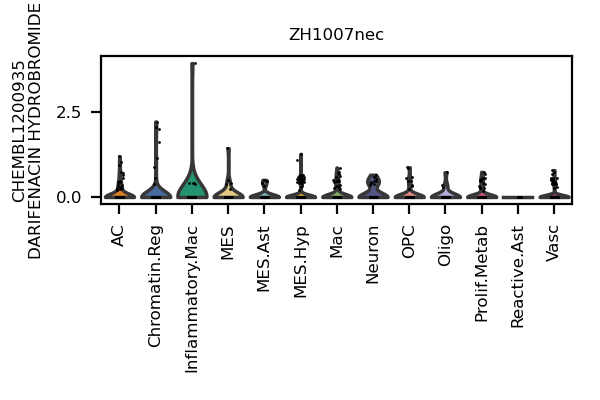 ZH1007nec
CHEMBL1200935
DARIFENACIN HYDROBROMIDE
2.5
0.0
AC
Chromatin.Reg
Inflammatory.Mac
MES
MES.Ast
MES.Hyp
Mac
Neuron
OPC
Oligo
Prolif.Metab
Reactive.Ast
Vasc